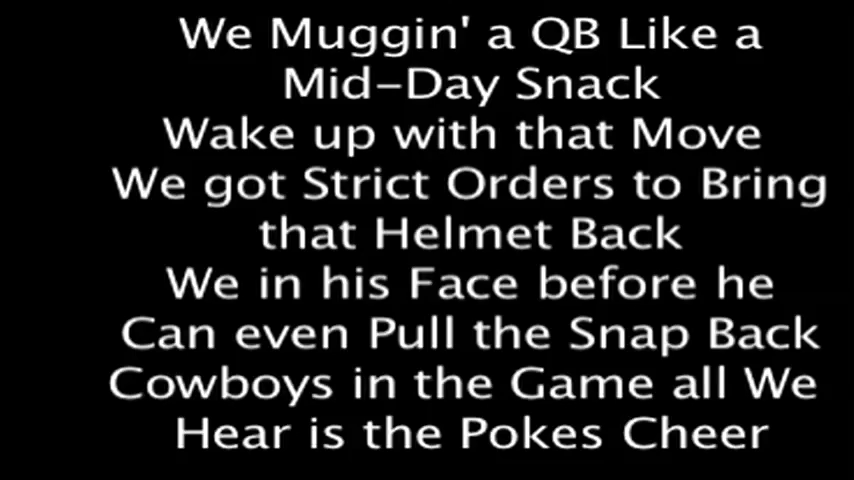 We Muggin' a QB Like a
Mid-Day Snack
Wake up with that Move
We got Strict Orders to Bring
that Helmet Back
We in his Face before he
Can even Pull the Snap Back
Cowboys in the Game all We
Hear is the Pokes Cheer